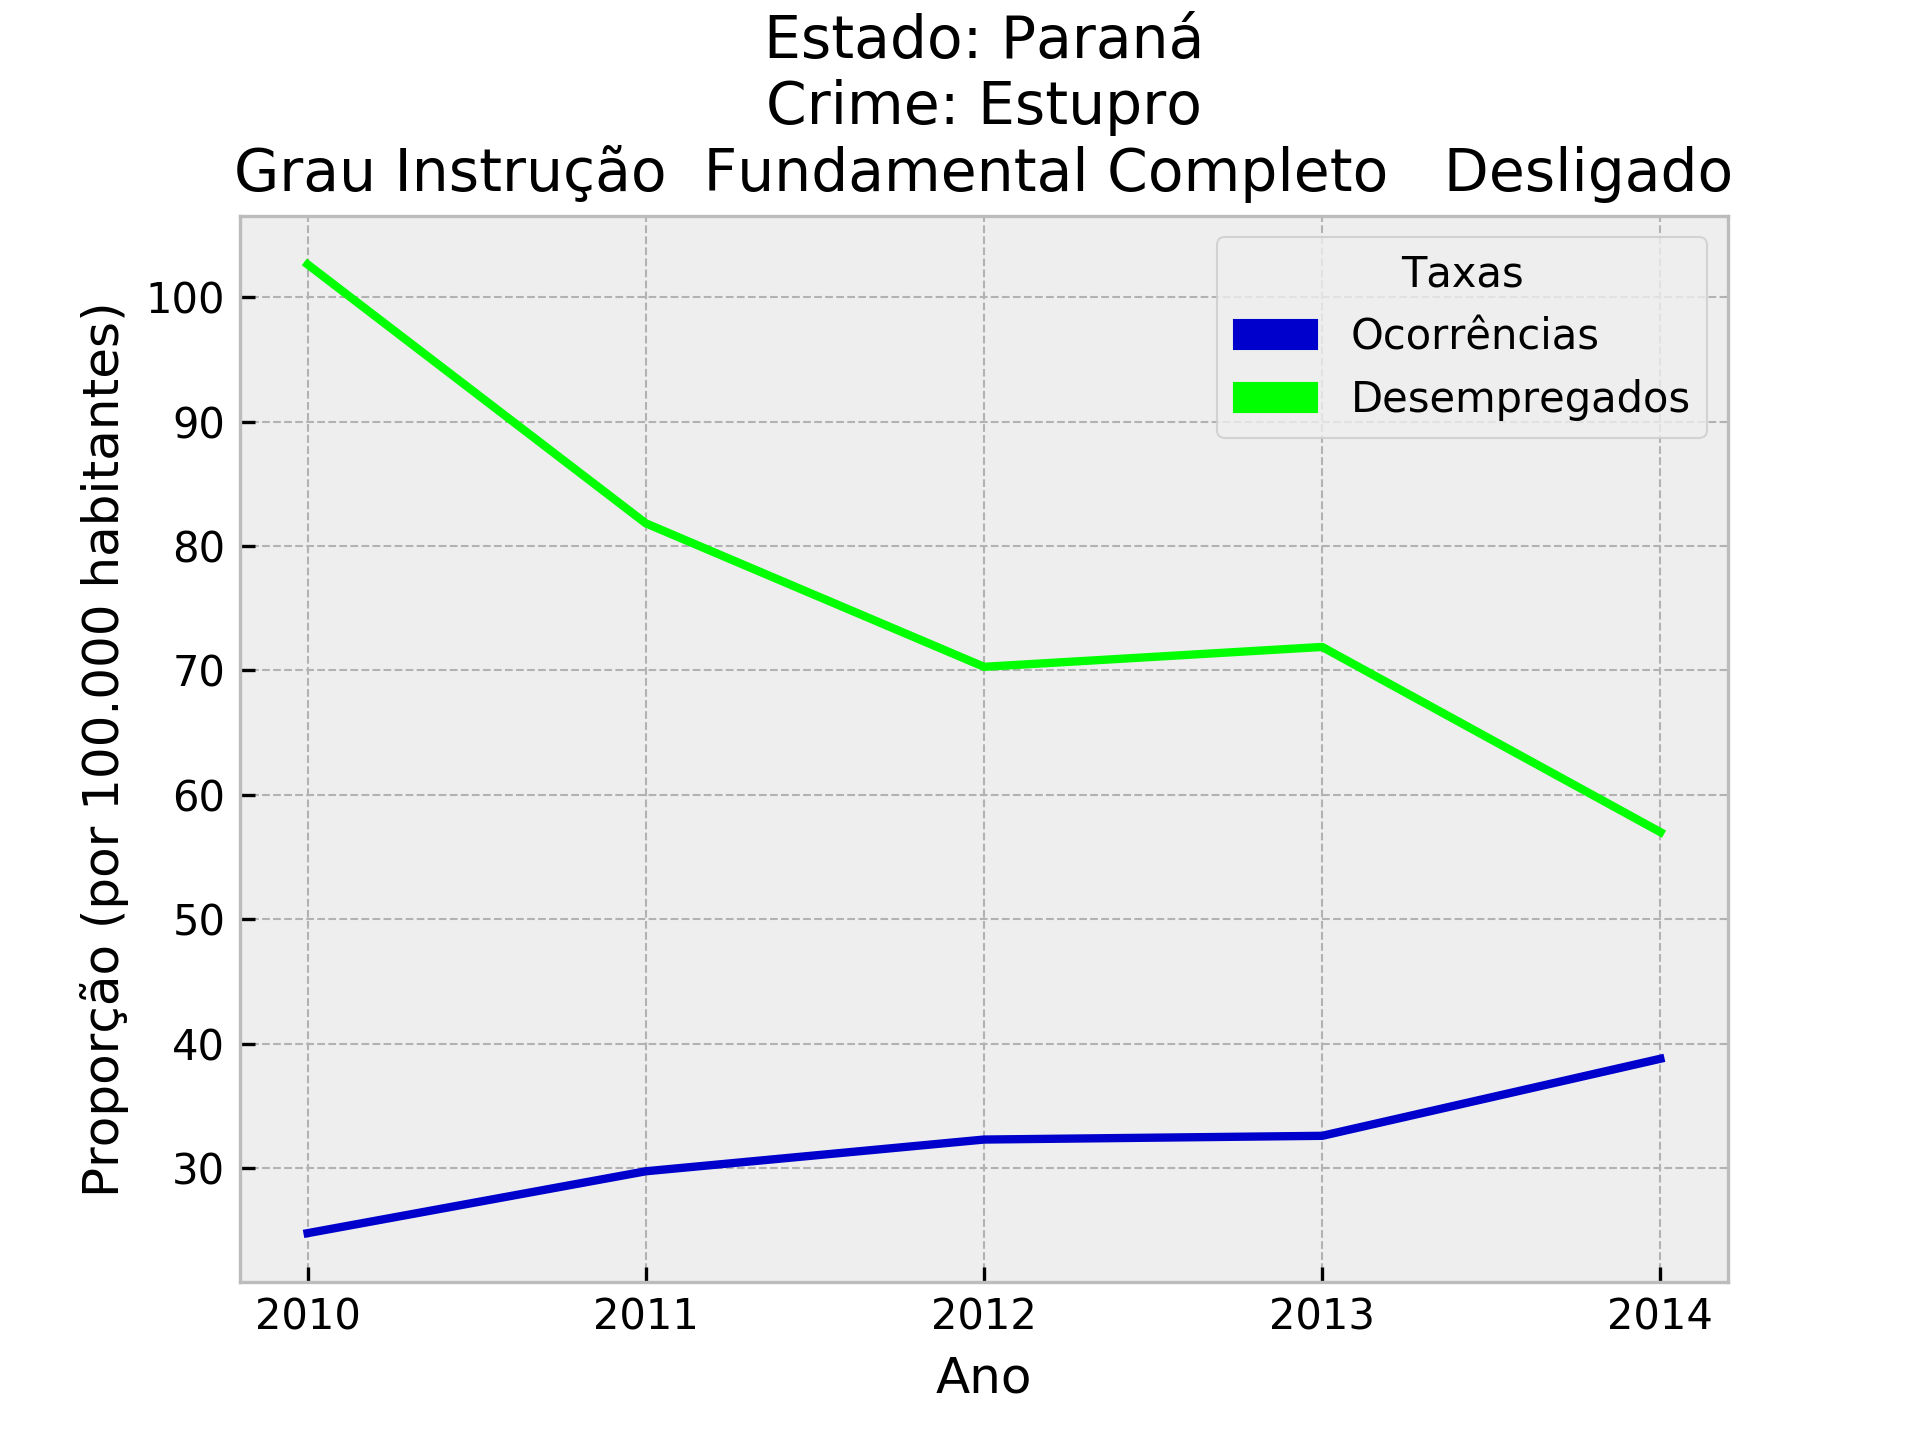 Estado: Paraná
Crime: Estupro
Grau Instrução  Fundamental Completo   Desligado
Taxas
Ocorrências
Desempregados
Proporção (por 100.000 habitantes)
100
90
80
70
60
50
40
30
2010 2011 2012 2013 2014
Ano